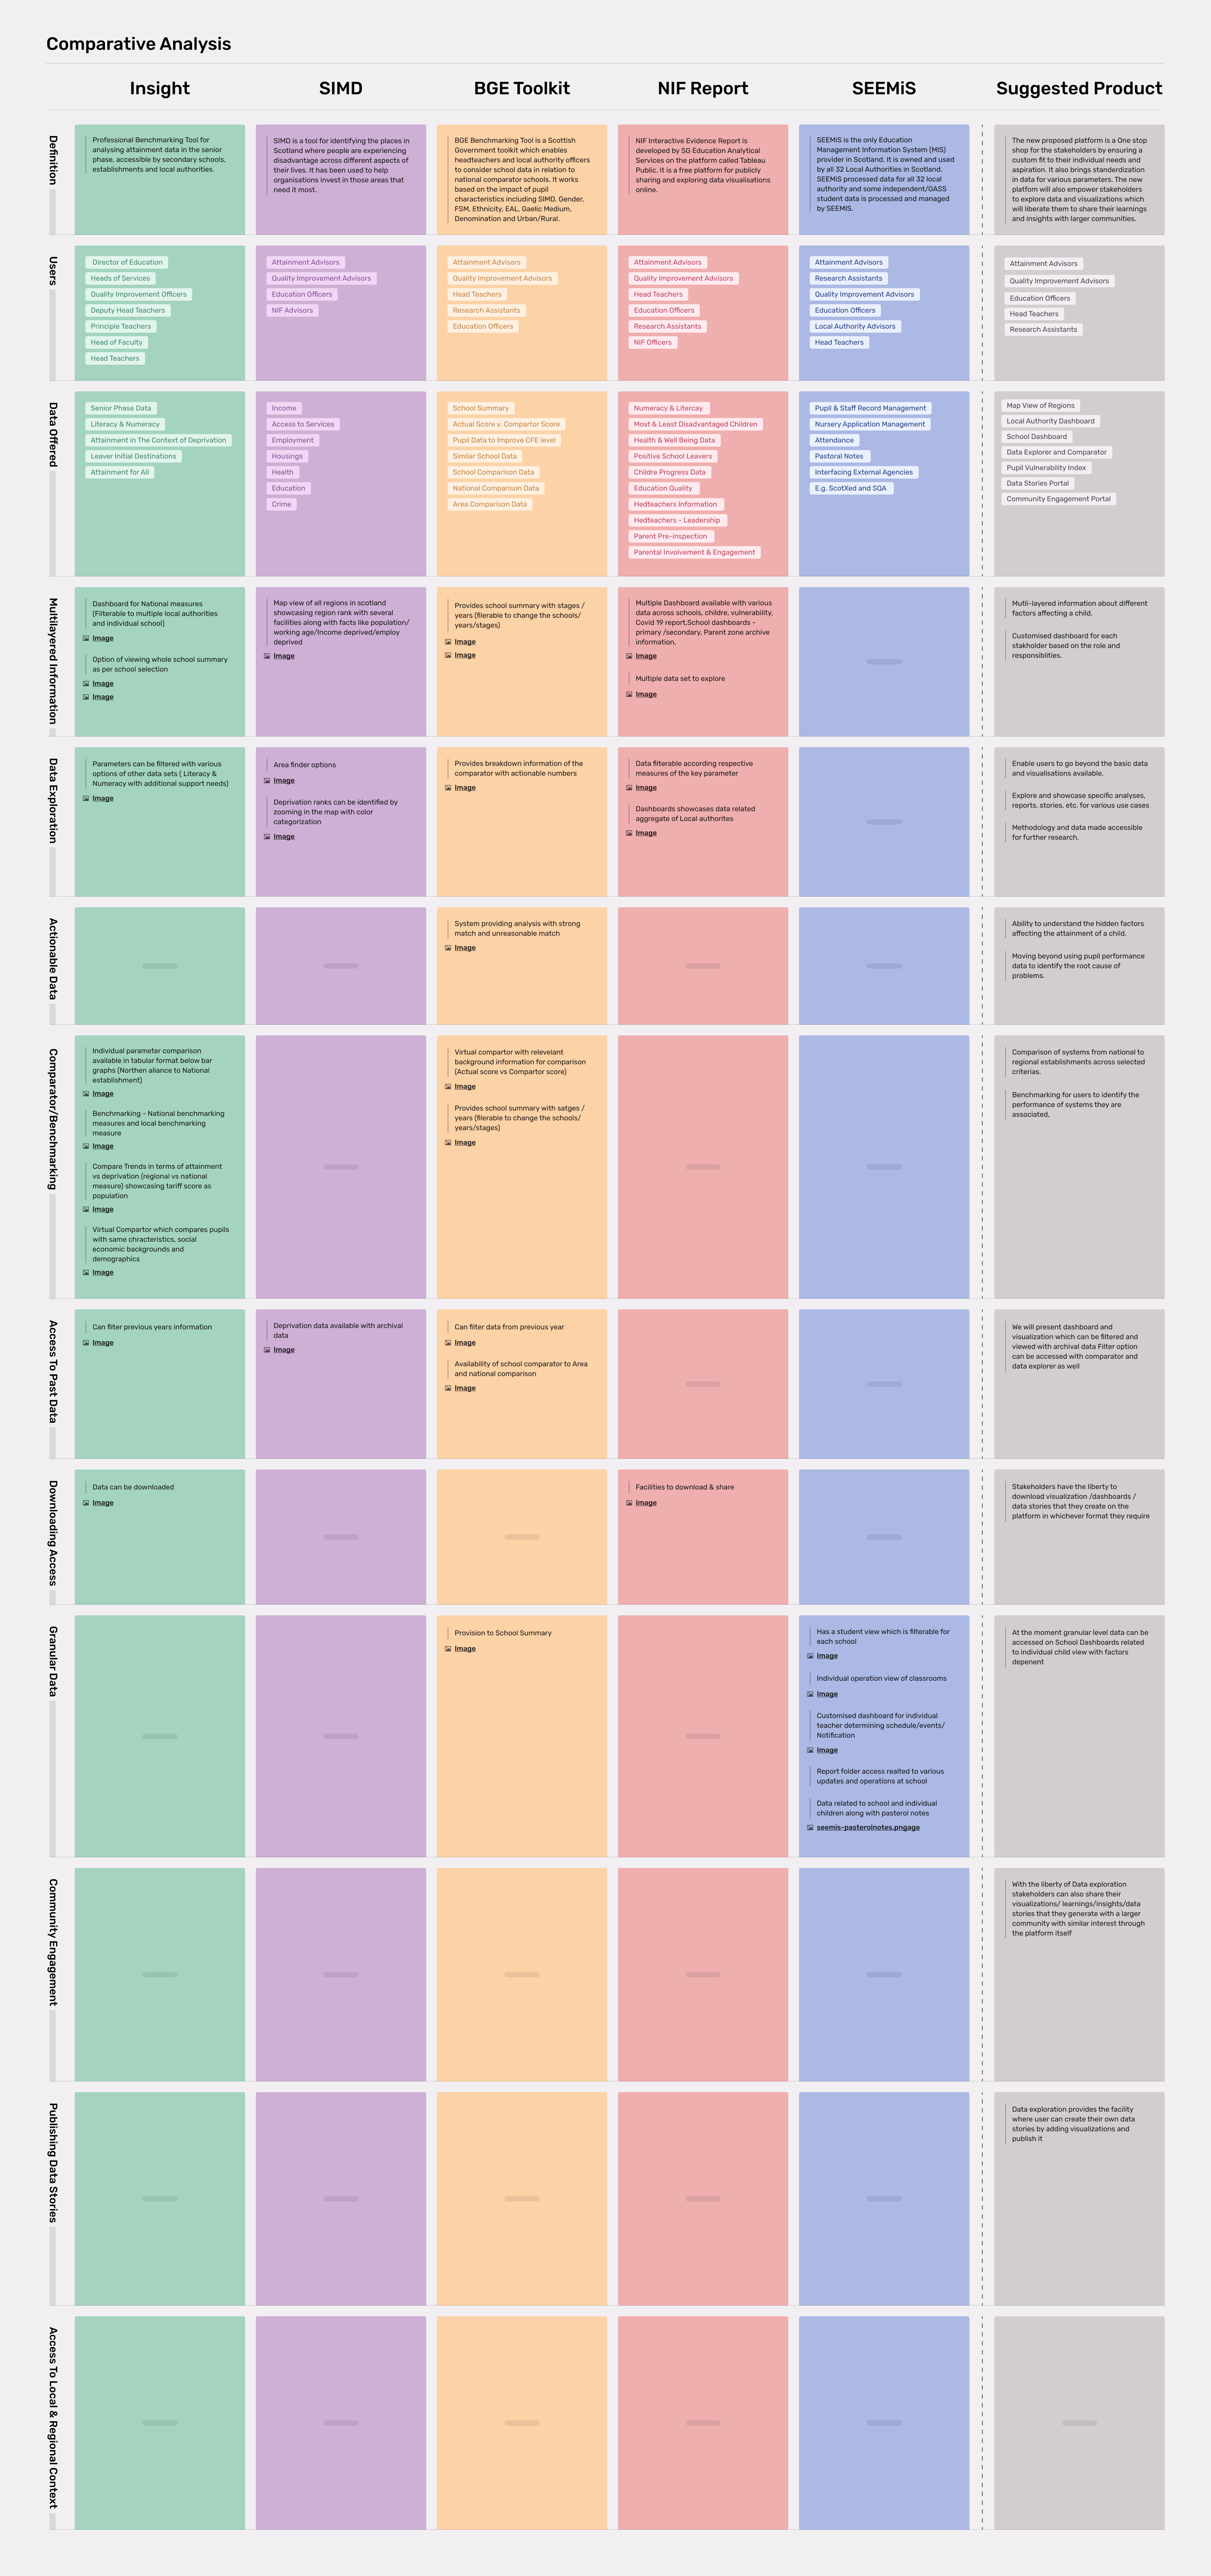 Comparative Analysis
Insight
SIMD
BGE Toolkit
NIF Report
SEEMiS
Suggested Product
Definition
Professional Benchmarking Tool for
analysing attainment data in the senior
phase, accessible by secondary schools,
establishments and local authorities.
SIMD is a tool for identifying the places in
Scotland where people are experiencing
disadvantage across different aspects of
their lives. It has been used to help
organisations invest in those areas that
need it most.
BGE Benchmarking Tool is a Scottish
Government toolkit which enables
headteachers and local authority officers
to consider school data in relation to
national comparator schools. It works
based on the impact of pupil
characteristics including SIMD, Gender,
FSM, Ethnicity, EAL, Gaelic Medium,
Denomination and Urban/Rural.
NIF Interactive Evidence Report is
developed by SG Education Analytical
Services on the platform called Tableau
Public. It is a free platform for publicly
sharing and exploring data visualisations
online.
SEEMiS is the only Education
Management Information System (MIS)
provider in Scotland. It is owned and used
by all 32 Local Authorities in Scotland.
SEEMiS processed data for all 32 local
authority and some independent/GASS
student data is processed and managed
by SEEMIS.
The new proposed platform is a One stop
shop for the stakeholders by ensuring a
custom fit to their individual needs and
aspiration. It also brings standerdization
in data for various parameters. The new
platfom will also empower stakeholders
to explore data and visualizations which
will liberate them to share their learnings
and insights with larger communities.
Users
Director of Education
Heads of Services
Quality Improvement Officers
Deputy Head Teachers
Principle Teachers
Head of Faculty
Head Teachers
Attainment Advisors
Quality Improvement Advisors
Education Officers
NIF Advisors
Attainment Advisors
Quality Improvement Advisors
Head Teachers
Research Assistants
Education Officers
Attainment Advisors
Quality Improvement Advisors
Head Teachers
Education Officers
Research Assistants
NIF Officers
Attainment Advisors
Research Assistants
Quality Improvement Advisors
Education Officers
Local Authority Advisors
Head Teachers
Attainment Advisors
Quality Improvement Advisors
Education Officers
Head Teachers
Research Assistants
Data Offered
Senior Phase Data
Literacy & Numeracy
Attainment in The Context of Deprivation
Leaver Initial Destinations
Attainment for All
Income
Access to Services
Employment
Housings
Health
Education
Crime
School Summary
Actual Score v. Compartor Score
Pupil Data to Improve CFE level
Similar School Data
School Comparison Data
National Comparison Data
Area Comparison Data
Numeracy & Litercay
Most & Least Disadvantaged Children
Health & Well Being Data
Positive School Leavers
Childre Progress Data
Education Quality
Hedteachers Information
Hedteachers - Leadership
Parent Pre-inspection
Parental Involvement & Engagement
Pupil & Staff Record Management
Nursery Application Management
Attendance
Pastoral Notes
Interfacing External Agencies
E.g. ScotXed and SQA
Map View of Regions
Local Authority Dashboard
School Dashboard
Data Explorer and Comparator
Pupil Vulnerability Index
Data Stories Portal
Community Engagement Portal
Multilayered Information
Dashboard for National measures
(Filterable to multiple local authorities
and individual school)
Image
Option of viewing whole school summary
as per school selection
Image
Image
Map view of all regions in scotland
showcasing region rank with several
facilities along with facts like population/
working age/Income deprived/employ
deprived
Image
Provides school summary with stages /
years (filerable to change the schools/
years/stages)
Image
Image
Multiple Dashboard available with various
data across schools, childre, vulnerability,
Covid 19 report,School dashboards -
primary /secondary, Parent zone archive
information,
Image
Multiple data set to explore
Image
Mutli-layered information about different
factors affecting a child.
Customised dashboard for each
stakholder based on the role and
responsiblities.
Data Exploration
Parameters can be filtered with various
options of other data sets ( Literacy &
Numeracy with additional support needs)
Image
Area finder options
Image
Deprivation ranks can be identified by
zooming in the map with color
categorization
Image
Provides breakdown information of the
comparator with actionable numbers
Image
Data filterable according respective
measures of the key parameter
Image
Dashboards showcases data related
aggregate of Local authorites
Image
Enable users to go beyond the basic data
and visualisations available.
Explore and showcase specific analyses,
reports, stories, etc. for various use cases
Methodology and data made accessible
for further research.
Actionable Data
System providing analysis with strong
match and unreasonable match
Image
Ability to understand the hidden factors
affecting the attainment of a child.
Moving beyond using pupil performance
data to identify the root cause of
problems.
Comparator/Benchmarking
Individual parameter comparison
available in tabular format below bar
graphs (Northen aliance to National
establishment)
Image
Benchmarking - National benchmarking
measures and local benchmarking
measure
Image
Compare Trends in terms of attainment
vs deprivation (regional vs national
measure) showcasing tariff score as
population
Image
Virtual Compartor which compares pupils
with same chracteristics, social
economic backgrounds and
demographics
Image
Virtual compartor with relevelant
background information for comparison
(Actual score vs Compartor score)
Image
Provides school summary with satges /
years (filerable to change the schools/
years/stages)
Image
Comparison of systems from national to
regional establishments across selected
criterias.
Benchmarking for users to identify the
performance of systems they are
associated,
Access To Past Data
Can filter previous years information
Image
Deprivation data available with archival
data
Image
Can filter data from previous year
Image
Availability of school comparator to Area
and national comparison
Image
We will present dashboard and
visualization which can be filtered and
viewed with archival data Filter option
can be accessed with comparator and
data explorer as well
Downloading Access
Data can be downloaded
Image
Facilities to download & share
Image
Stakeholders have the liberty to
download visualization /dashboards /
data stories that they create on the
platform in whichever format they require
Granular Data
Provision to School Summary
Image
Has a student view which is filterable for
each school
Image
Individual operation view of classrooms
Image
Customised dashboard for individual
teacher determining schedule/events/
Notification
Image
Report folder access realted to various
updates and operations at school
Data related to school and individual
children along with pasterol notes
seemis-pasterolnotes.pngage
At the moment granular level data can be
accessed on School Dashboards related
to individual child view with factors
depenent
Community Engagement
With the liberty of Data exploration
stakeholders can also share their
visualizations/ learnings/insights/data
stories that they generate with a larger
community with similar interest through
the platform itself
Publishing Data Stories
Data exploration provides the facility
where user can create their own data
stories by adding visualizations and
publish it
Access To Local & Regional Context